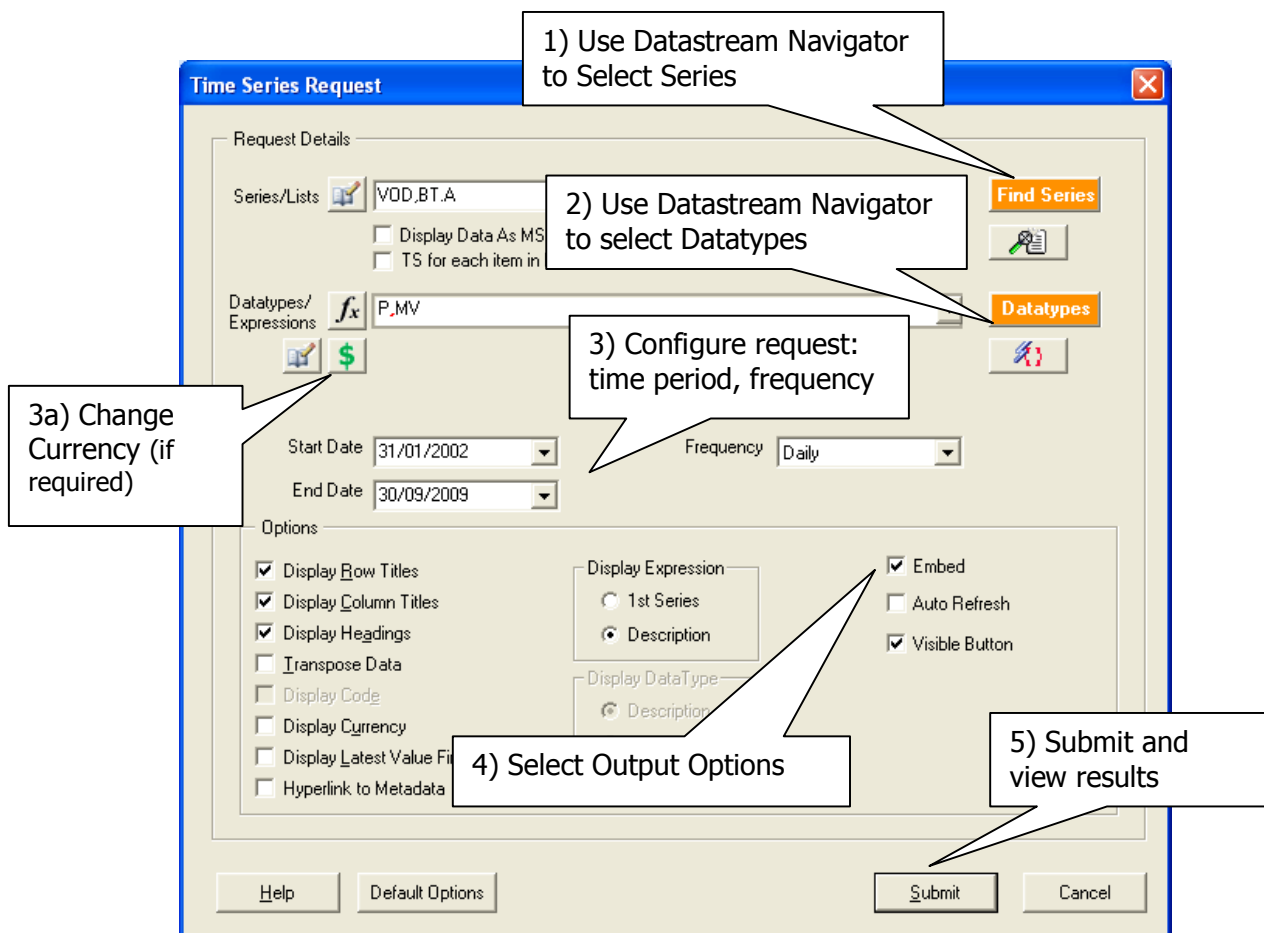 1) Use Datastream Navigator
to Select Series
Time Series Request
Request Details
Series/Lists
VOD,BT.A
Find Series
Display Data As MS
TS for each item in
2) Use Datastream Navigator
to select Datatypes
Datatypes/
Expressions
fx
P,MV
Datatypes
$
3) Configure request:
time period, frequency
3a) Change
Currency (if
required)
Start Date
31/01/2002
Frequency
Daily
End Date
30/09/2009
Options
Display Row Titles
Display Column Titles
Display Headings
Transpose Data
Display Code
Display Currency
Display Latest Value Fi
Hyperlink to Metadata
Display Expression
1st Series
Description
Display DataType
Description
Embed
Auto Refresh
Visible Button
4) Select Output Options
5) Submit and
view results
Help
Default Options
Submit
Cancel